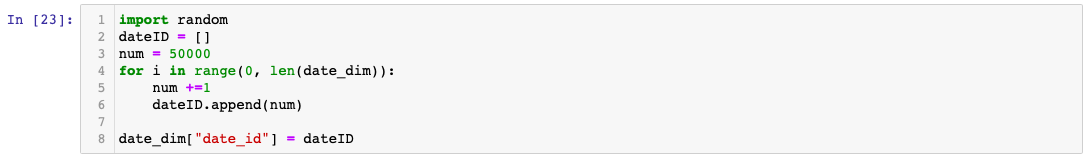 In [23]:
1 import random
2 dateID = []
3 num = 50000
4 for i in range(0, len(date_dim)):
5     num +=1
6     dateID.append(num)
7
8 date_dim["date_id"] = dateID